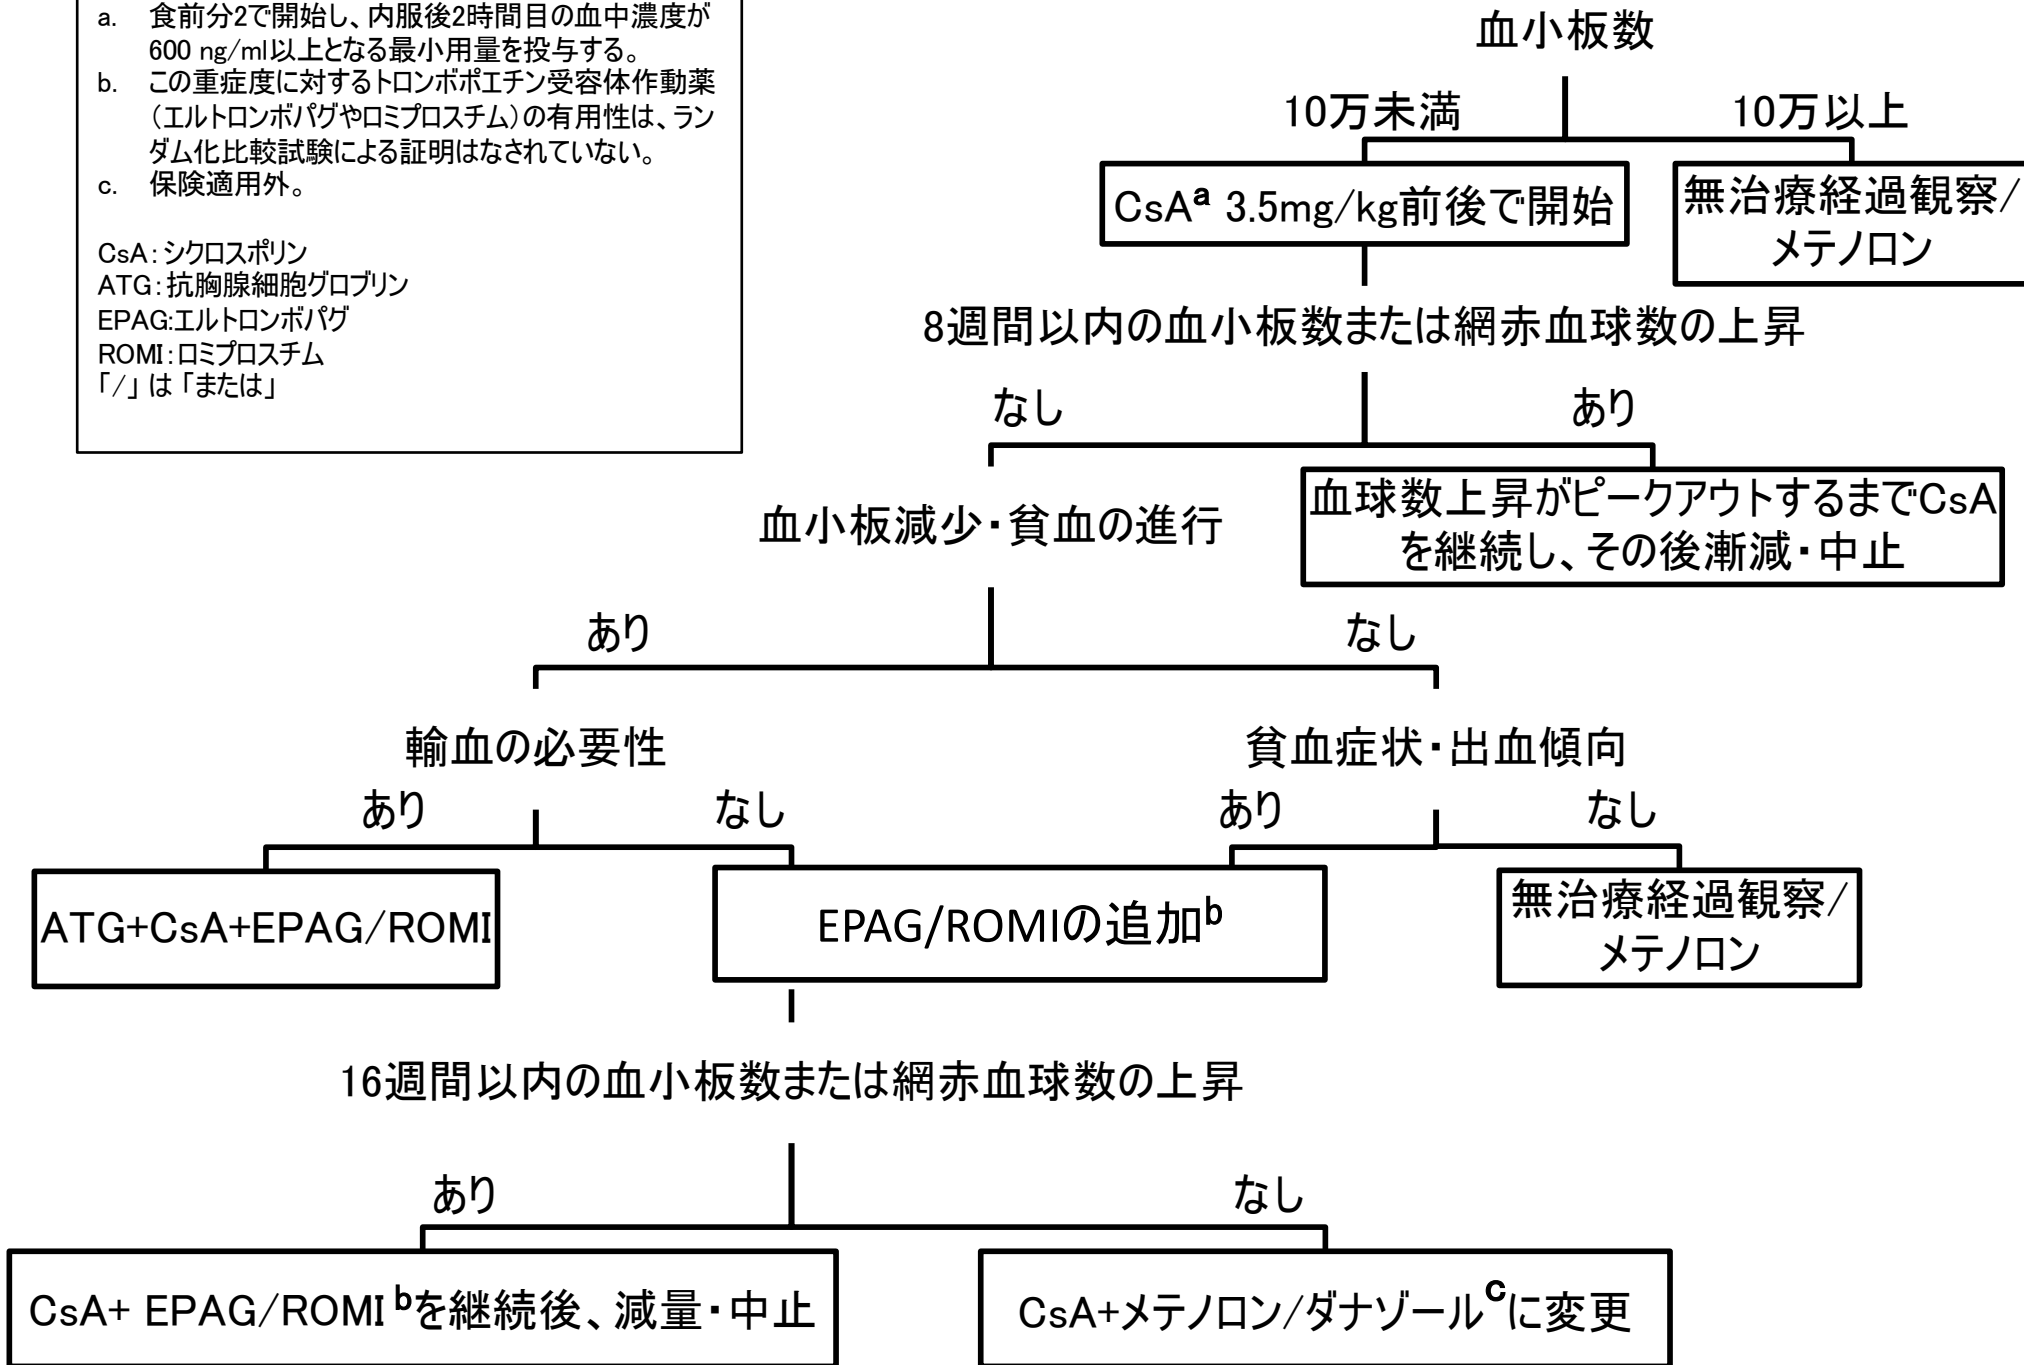 a. 食前分2で開始し、内服後2時間目の血中濃度が
600 ng/ml以上となる最小用量を投与する。
b. この重症度に対するトロンボポエチン受容体作動薬
（エルトロンボパグやロミプロスチム）の有用性は、ラン
ダム化比較試験による証明はなされていない。
c. 保険適用外。
CsA：シクロスポリン
ATG：抗胸腺細胞グロブリン
EPAG:エルトロンボパグ
ROMI：ロミプロスチム
「/」は「または」
血小板数
10万未満
10万以上
CsAa 3.5mg/kg前後で開始
無治療経過観察/
メテノロン
8週間以内の血小板数または網赤血球数の上昇
なし
あり
血小板減少・貧血の進行
血球数上昇がピークアウトするまでCsA
を継続し、その後漸減・中止
あり
なし
輸血の必要性
貧血症状・出血傾向
あり
なし
あり
なし
ATG+CsA+EPAG/ROMI
EPAG/ROMIの追加b
無治療経過観察/
メテノロン
16週間以内の血小板数または網赤血球数の上昇
あり
なし
CsA+ EPAG/ROMI bを継続後、減量・中止
CsA+メテノロン/ダナゾールcに変更